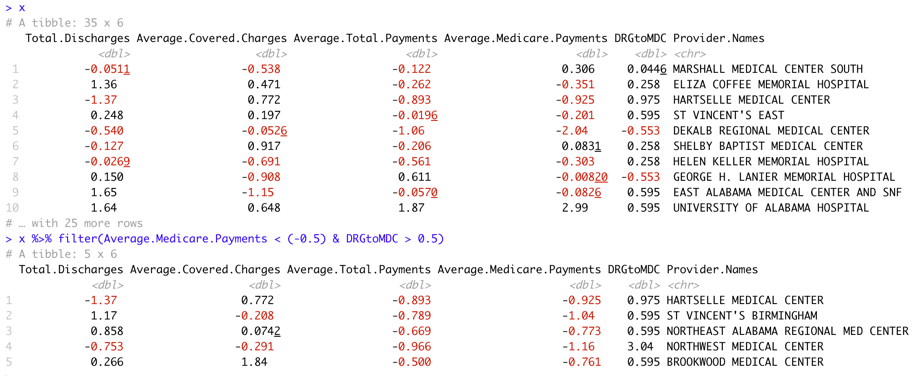 > x
# A tibble: 35 x 6
Total.Discharges Average.Covered.Charges Average.Total.Payments Average.Medicare.Payments DRGtoMDC Provider.Names
<dbl> <dbl> <dbl> <dbl> <dbl> <chr>
1 -0.0511 -0.538 -0.122 0.306 0.0446 MARSHALL MEDICAL CENTER SOUTH
2 1.36 0.471 -0.262 -0.351 0.258 ELIZA COFFEE MEMORIAL HOSPITAL
3 -1.37 0.772 -0.893 -0.925 0.975 HARTSELLE MEDICAL CENTER
4 0.248 0.197 -0.0196 -0.201 0.595 ST VINCENT'S EAST
5 -0.540 -0.0526 -1.06 -2.04 -0.553 DEKALB REGIONAL MEDICAL CENTER
6 -0.127 0.917 -0.206 0.0831 0.258 SHELBY BAPTIST MEDICAL CENTER
7 -0.0269 -0.691 -0.561 -0.303 0.258 HELEN KELLER MEMORIAL HOSPITAL
8 0.150 -0.908 0.611 -0.00820 -0.553 GEORGE H. LANIER MEMORIAL HOSPITAL
9 1.65 -1.15 -0.0570 -0.0826 0.595 EAST ALABAMA MEDICAL CENTER AND SNF
10 1.64 0.648 1.87 2.99 0.595 UNIVERSITY OF ALABAMA HOSPITAL
# … with 25 more rows
> x %>% filter(Average.Medicare.Payments < (-0.5) & DRGtoMDC > 0.5)
# A tibble: 5 x 6
Total.Discharges Average.Covered.Charges Average.Total.Payments Average.Medicare.Payments DRGtoMDC Provider.Names
<dbl> <dbl> <dbl> <dbl> <dbl> <chr>
1 -1.37 0.772 -0.893 -0.925 0.975 HARTSELLE MEDICAL CENTER
2 1.17 -0.208 -0.789 -1.04 0.595 ST VINCENT'S BIRMINGHAM
3 0.858 0.0742 -0.669 -0.773 0.595 NORTHEAST ALABAMA REGIONAL MED CENTER
4 -0.753 -0.291 -0.966 -1.16 3.04 NORTHWEST MEDICAL CENTER
5 0.266 1.84 -0.500 -0.761 0.595 BROOKWOOD MEDICAL CENTER